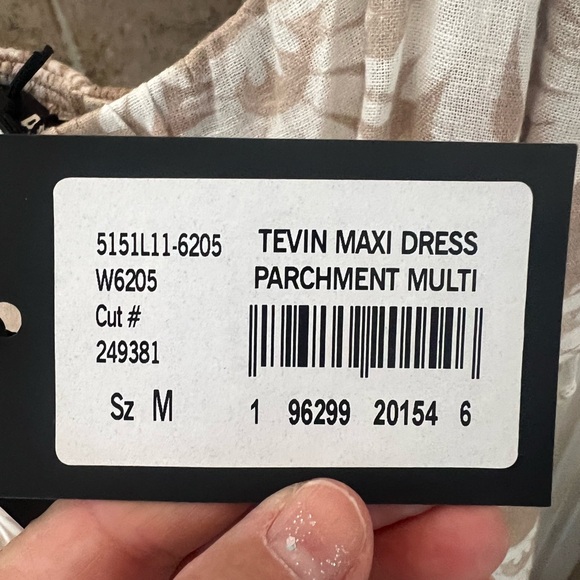 5151L11-6205
W6205
Cut #
249381
Sz M
TEVIN MAXI DRESS
PARCHMENT MULTI
1 96299 20154 6